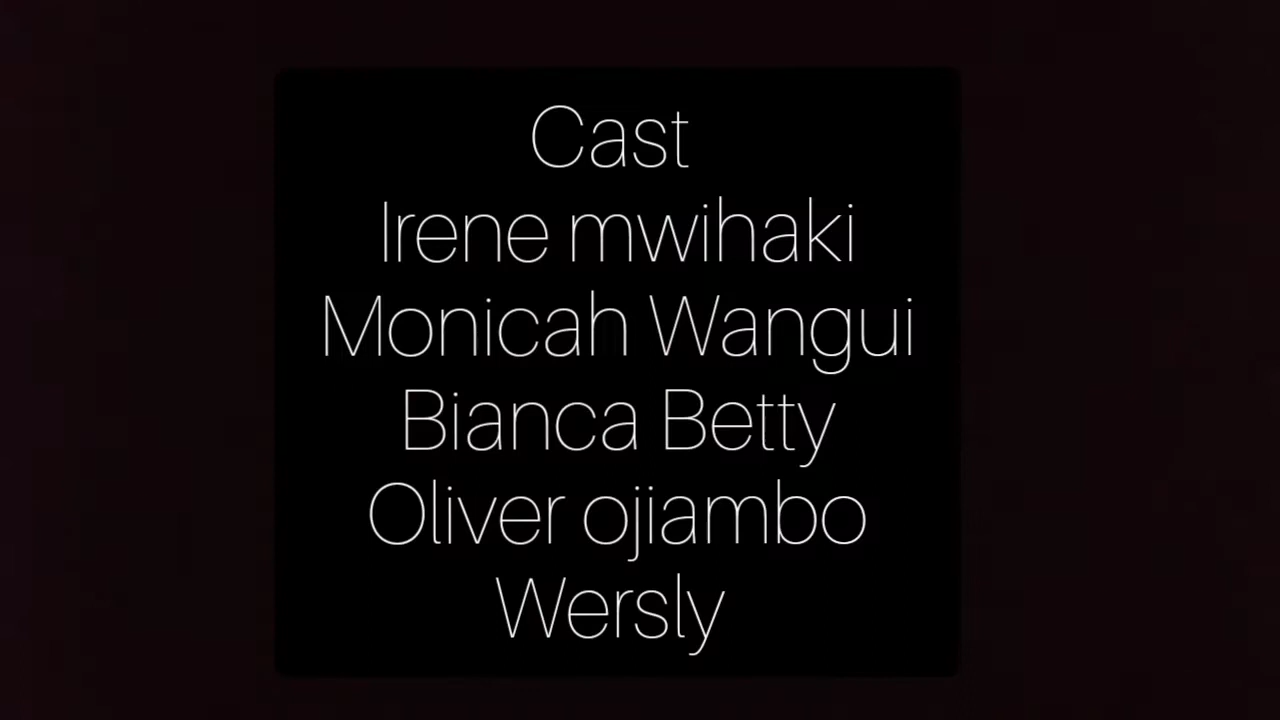 Cast
Irene mwihaki
Monicah Wangui
Bianca Betty
Oliver ojiambo
Wersly